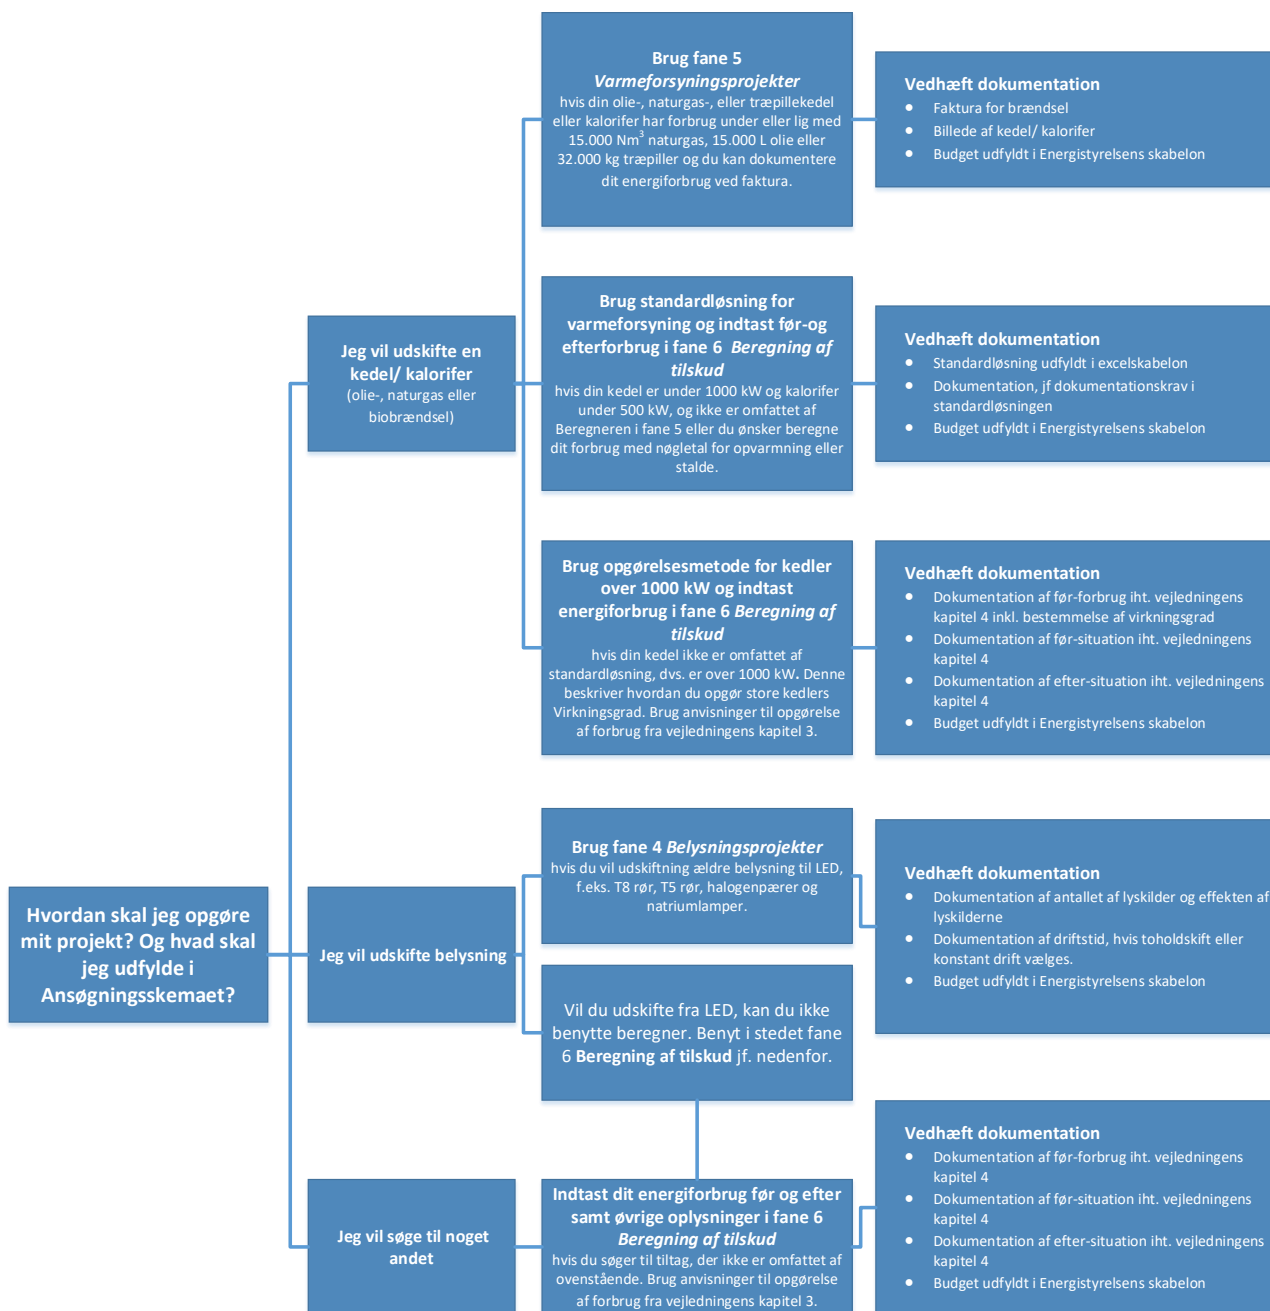 Brug fane 5
Varmeforsyningsprojekter
hvis din olie-, naturgas-, eller træpillekedel
eller kalorifer har forbrug under eller lig med
15.000 Nm³ naturgas, 15.000 L olie eller
32.000 kg træpiller og du kan dokumentere
dit energiforbrug ved faktura.
Vedhæft dokumentation
● Faktura for brændsel
● Billede af kedel/ kalorifer
● Budget udfyldt i Energistyrelsens skabelon
Jeg vil udskifte en
kedel/ kalorifer
(olie-, naturgas eller
biobrændsel)
Brug standardløsning for
varmeforsyning og indtast før-og
efterforbrug i fane 6 Beregning af
tilskud
hvis din kedel er under 1000 kW og kalorifer
under 500 kW, og ikke er omfattet af
Beregneren i fane 5 eller du ønsker beregne
dit forbrug med nøgletal for opvarmning eller
stalde.
Vedhæft dokumentation
● Standardløsning udfyldt i excelskabelon
● Dokumentation, jf dokumentationskrav i
standardløsningen
● Budget udfyldt i Energistyrelsens skabelon
Brug opgørelsesmetode for kedler
over 1000 kW og indtast
energiforbrug i fane 6 Beregning af
tilskud
hvis din kedel ikke er omfattet af
standardløsning, dvs. er over 1000 kW. Denne
beskriver hvordan du opgør store kedlers
Virkningsgrad. Brug anvisninger til opgørelse
af forbrug fra vejledningens kapitel 3.
Vedhæft dokumentation
● Dokumentation af før-forbrug iht. vejledningens
kapitel 4 inkl. bestemmelse af virkningsgrad
● Dokumentation af før-situation iht. vejledningens
kapitel 4
● Dokumentation af efter-situation iht. vejledningens
kapitel 4
● Budget udfyldt i Energistyrelsens skabelon
Hvordan skal jeg opgøre
mit projekt? Og hvad skal
jeg udfylde i
Ansøgningsskemaet?
Jeg vil udskifte belysning
Brug fane 4 Belysningsprojekter
hvis du vil udskiftning ældre belysning til LED,
f.eks. T8 rør, T5 rør, halogenpærer og
natriumlamper.
Vedhæft dokumentation
● Dokumentation af antallet af lyskilder og effekten af
lyskilderne
● Dokumentation af driftstid, hvis toholdskift eller
konstant drift vælges.
● Budget udfyldt i Energistyrelsens skabelon
Vil du udskifte fra LED, kan du ikke
benytte beregner. Benyt i stedet fane
6 Beregning af tilskud jf. nedenfor.
Jeg vil søge til noget
andet
Indtast dit energiforbrug før og efter
samt øvrige oplysninger i fane 6
Beregning af tilskud
hvis du søger til tiltag, der ikke er omfattet af
ovenstående. Brug anvisninger til opgørelse
af forbrug fra vejledningens kapitel 3.
Vedhæft dokumentation
● Dokumentation af før-forbrug iht. vejledningens
kapitel 4
● Dokumentation af før-situation iht. vejledningens
kapitel 4
● Dokumentation af efter-situation iht. vejledningens
kapitel 4
● Budget udfyldt i Energistyrelsens skabelon